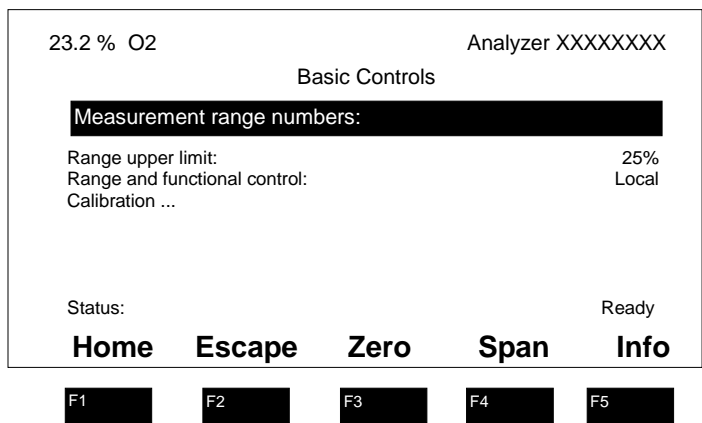 23.2 % O2 Analyzer XXXXXXXX
Basic Controls
Measurement range numbers:
Range upper limit: 25%
Range and functional control: Local
Calibration ...
Status: Ready
Home Escape Zero Span Info
F1 F2 F3 F4 F5